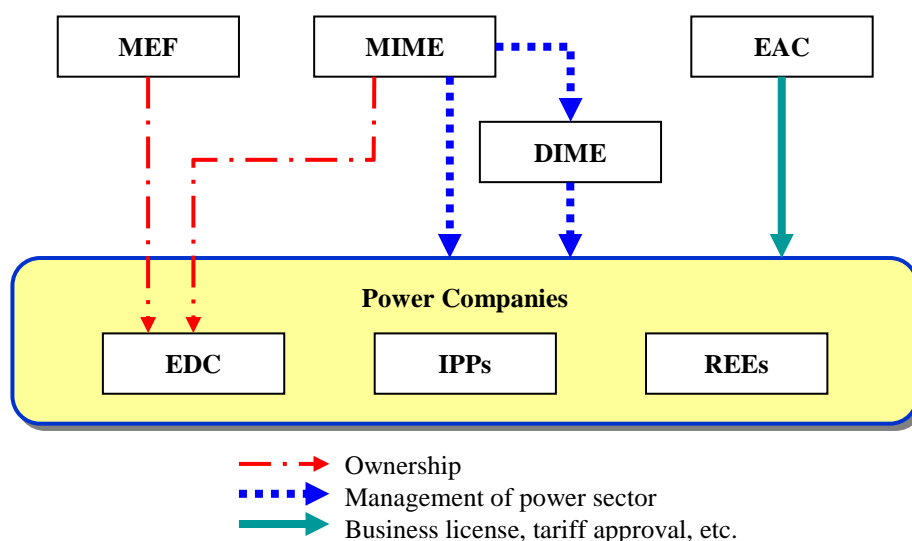 MEF
MIME
EAC
DIME
Power Companies
EDC
IPPs
REEs
Ownership
Management of power sector
Business license, tariff approval, etc.